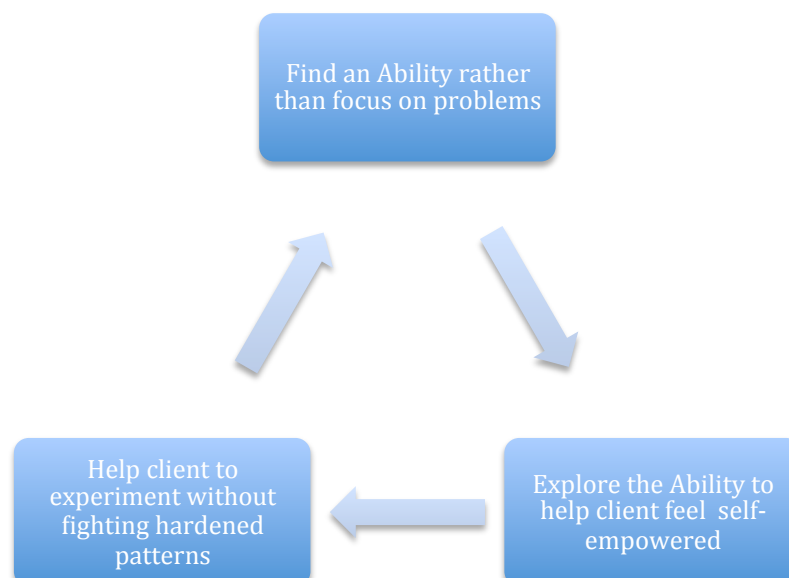 Find an Ability rather
than focus on problems
Explore the Ability to
help client feel  self-
empowered
Help client to
experiment without
fighting hardened
patterns